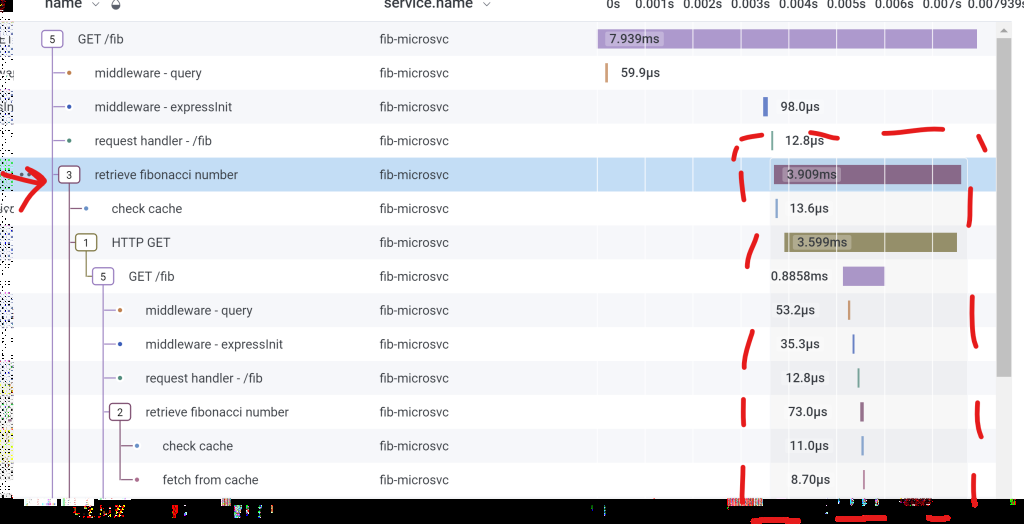 name service.name 0s 0.001s 0.002s 0.003s 0.004s 0.005s 0.006s 0.007s 0.007939s
5 GET /fib fib-microsvc 7.939ms
middleware - query fib-microsvc 59.9µs
middleware - expressInit fib-microsvc 98.0µs
request handler - /fib fib-microsvc 12.8µs
3 retrieve fibonacci number fib-microsvc 3.909ms
check cache fib-microsvc 13.6µs
1 HTTP GET fib-microsvc 3.599ms
5 GET /fib fib-microsvc 0.8858ms
middleware - query fib-microsvc 53.2µs
middleware - expressInit fib-microsvc 35.3µs
request handler - /fib fib-microsvc 12.8µs
2 retrieve fibonacci number fib-microsvc 73.0µs
check cache fib-microsvc 11.0µs
fetch from cache fib-microsvc 8.70µs